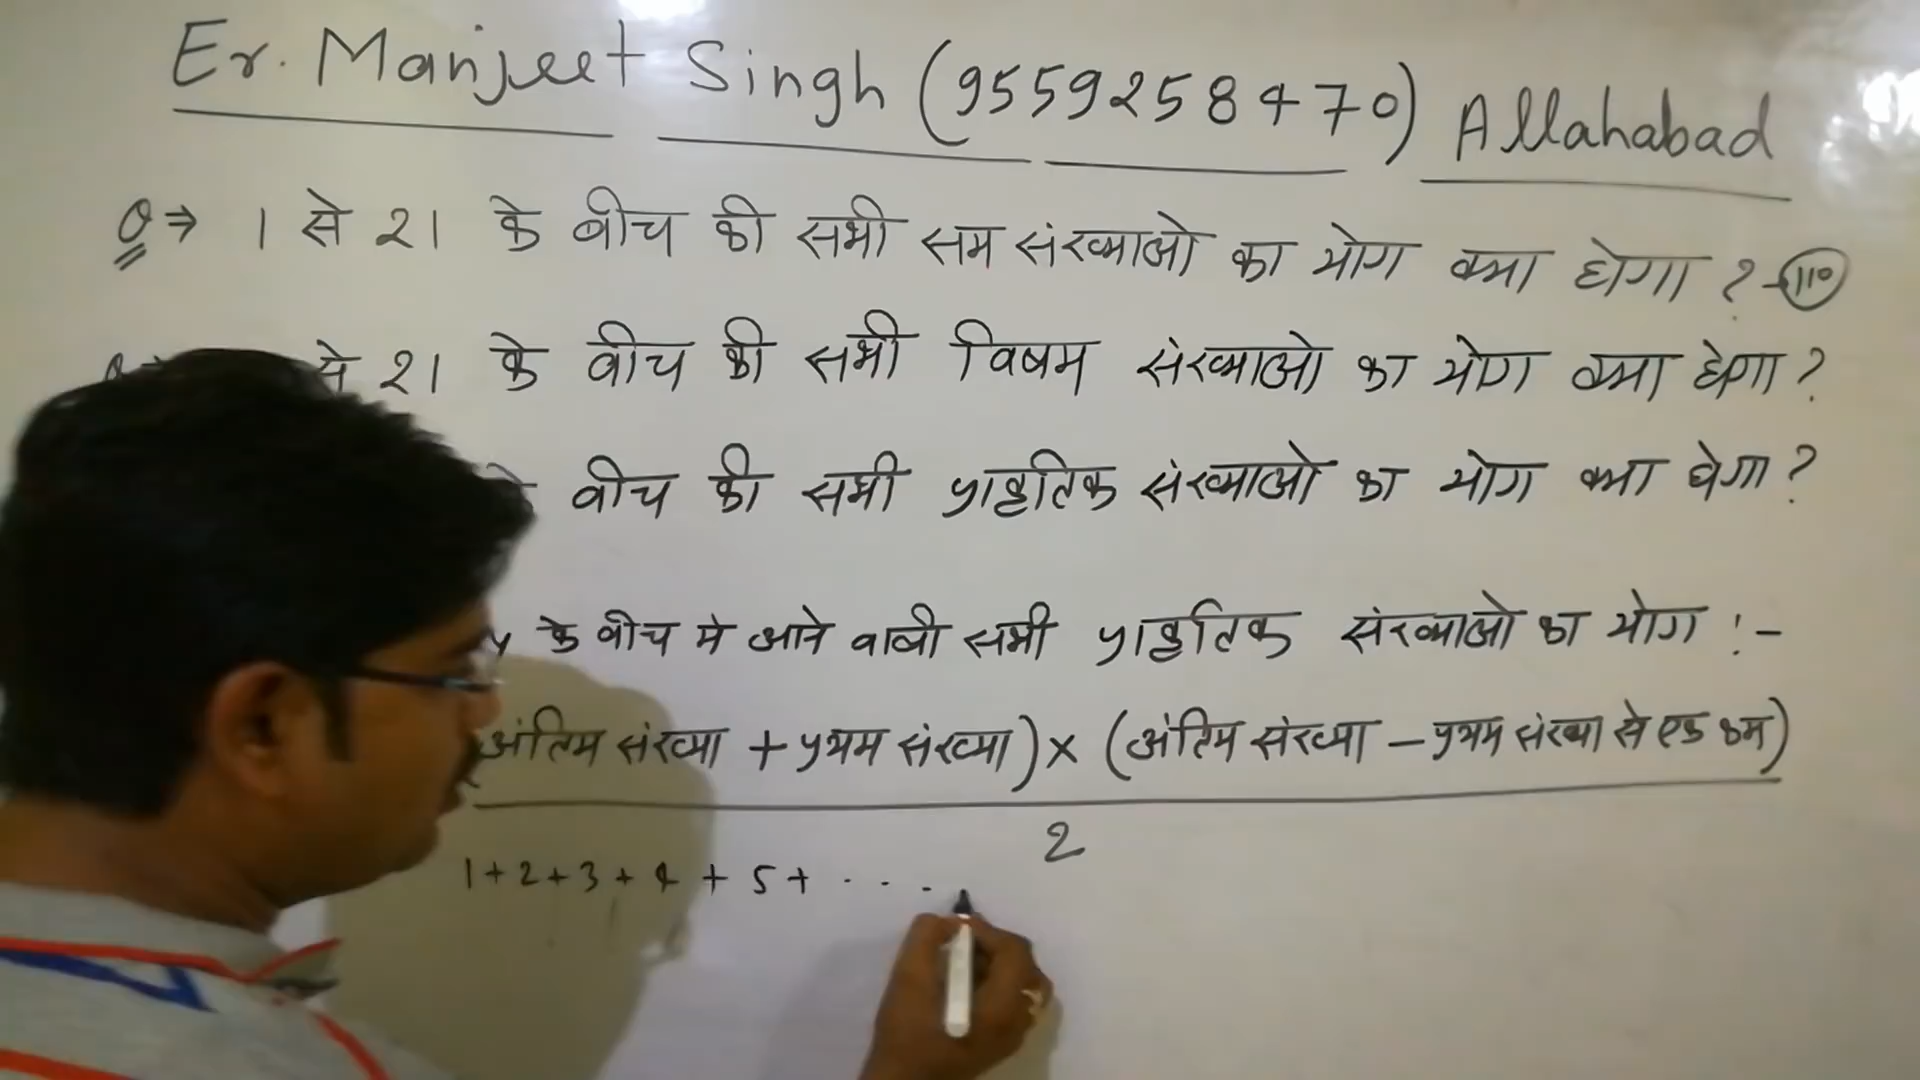 Er. Manjeet Singh (9559258470) Allahabad
Q ⇒ 1 से 21 के बीच की सभी सम संख्याओ का योग क्या होगा ? - 110
से 21 के बीच की सभी विषम संख्याओ का योग क्या होगा ?
बीच की सभी प्राकृतिक संख्याओ का योग क्या होगा ?
y के बीच मे आने वाली सभी प्राकृतिक संख्याओ का योग :-
(अंतिम संख्या + प्रथम संख्या) × (अंतिम संख्या - प्रथम संख्या से एक कम)
2
1+2+3+4+5+ . . . .